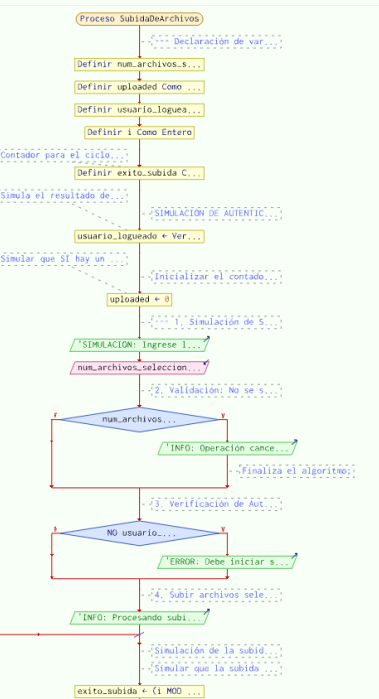 Proceso SubidaDeArchivos
--- Declaración de var...
Definir num_archivos_s...
Definir uploaded Como ...
Definir usuario_loguea...
Definir i Como Entero
Contador para el ciclo...
Definir exito_subida C...
Simula el resultado de...
SIMULACIÓN DE AUTENTIC...
usuario_logueado ← Ver...
Simular que SÍ hay un ...
Inicializar el contado...
uploaded ← 0
--- 1. Simulación de S...
'SIMULACION: Ingrese l...
num_archivos_seleccion...
2. Validación: No se s...
num_archivos...
F
V
'INFO: Operación cance...
Finaliza el algoritmo;
3. Verificación de Aut...
NO usuario_...
F
V
'ERROR: Debe iniciar s...
4. Subir archivos sele...
'INFO: Procesando subi...
Simulación de la subid...
Simular que la subida ...
exito_subida ← (i MOD ...